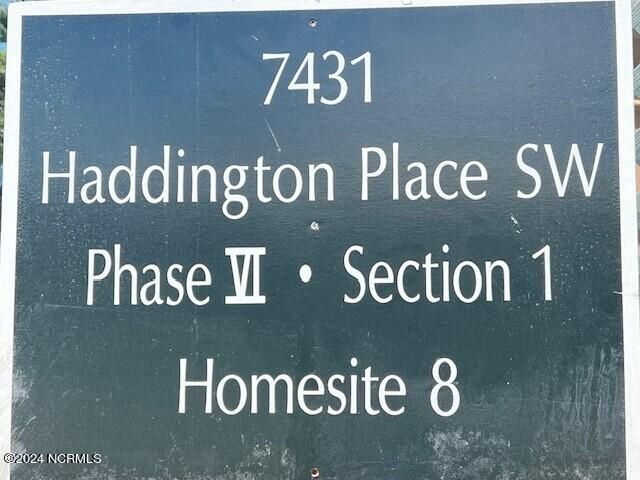 7431
Haddington Place SW
Phase VI • Section 1
Homesite 8
©2024 NCRMLS